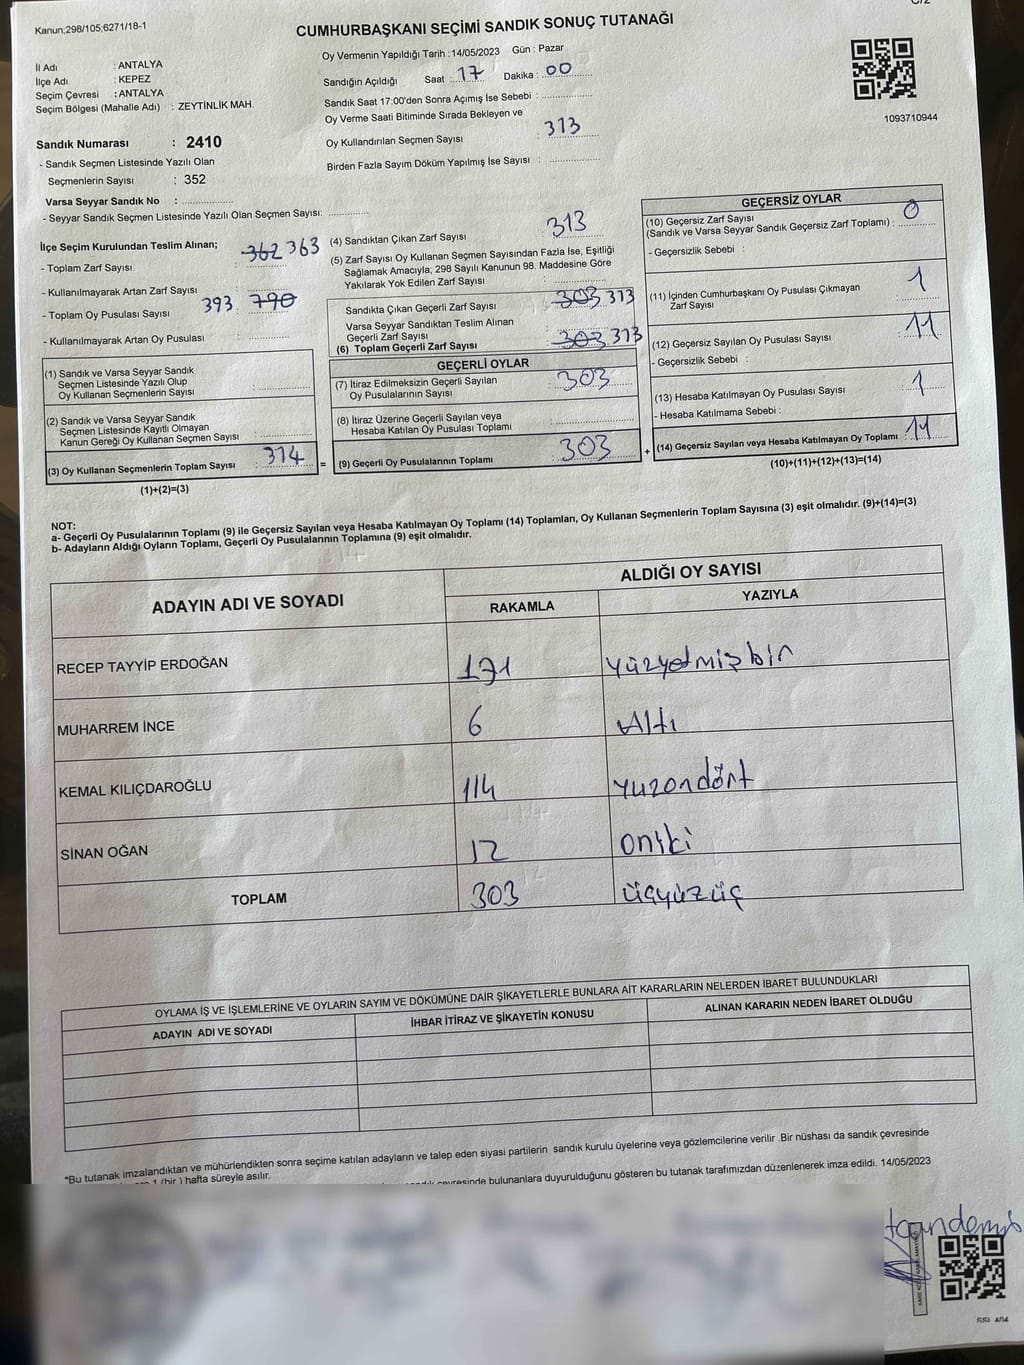 C/2
Kanun;298/105;6271/18-1
CUMHURBAŞKANI SEÇİMİ SANDIK SONUÇ TUTANAĞI
İl Adı : ANTALYA
İlçe Adı : KEPEZ
Seçim Çevresi : ANTALYA
Seçim Bölgesi (Mahalle Adı) : ZEYTİNLİK MAH.
Sandık Numarası : 2410
- Sandık Seçmen Listesinde Yazılı Olan
Seçmenlerin Sayısı : 352
Varsa Seyyar Sandık No : ....................
- Seyyar Sandık Seçmen Listesinde Yazılı Olan Seçmen Sayısı: ...............
Oy Vermenin Yapıldığı Tarih : 14/05/2023 Gün : Pazar
Sandığın Açıldığı Saat : 17 Dakika : 00
Sandık Saat 17:00'den Sonra Açımış İse Sebebi : ....................
Oy Verme Saati Bitiminde Sırada Bekleyen ve
Oy Kullandırılan Seçmen Sayısı : 313
Birden Fazla Sayım Döküm Yapılmış İse Sayısı : ....................
1093710944
İlçe Seçim Kurulundan Teslim Alınan;
- Toplam Zarf Sayısı : 362 363
- Kullanılmayarak Artan Zarf Sayısı :
- Toplam Oy Pusulası Sayısı 393 790
- Kullanılmayarak Artan Oy Pusulası : ...............
(1) Sandık ve Varsa Seyyar Sandık
Seçmen Listesinde Yazılı Olup
Oy Kullanan Seçmenlerin Sayısı : ...............
(2) Sandık ve Varsa Seyyar Sandık
Seçmen Listesinde Kayıtlı Olmayan
Kanun Gereği Oy Kullanan Seçmen Sayısı : ...............
(3) Oy Kullanan Seçmenlerin Toplam Sayısı : 314 =
(1)+(2)=(3)
(4) Sandıktan Çıkan Zarf Sayısı : 313
(5) Zarf Sayısı Oy Kullanan Seçmen Sayısından Fazla İse, Eşitliği
Sağlamak Amacıyla; 298 Sayılı Kanunun 98. Maddesine Göre
Yakılarak Yok Edilen Zarf Sayısı :
Sandıkta Çıkan Geçerli Zarf Sayısı : 303 313
Varsa Seyyar Sandıktan Teslim Alınan
Geçerli Zarf Sayısı :
(6) Toplam Geçerli Zarf Sayısı : 303 313
GEÇERLİ OYLAR
(7) İtiraz Edilmeksizin Geçerli Sayılan
Oy Pusulalarının Sayısı : 303
(8) İtiraz Üzerine Geçerli Sayılan veya
Hesaba Katılan Oy Pusulası Toplamı : ...............
(9) Geçerli Oy Pusulalarının Toplamı : 303 +
GEÇERSİZ OYLAR
(10) Geçersiz Zarf Sayısı
(Sandık ve Varsa Seyyar Sandık Geçersiz Zarf Toplamı) : 0
- Geçersizlik Sebebi :
(11) İçinden Cumhurbaşkanı Oy Pusulası Çıkmayan
Zarf Sayısı : 1
(12) Geçersiz Sayılan Oy Pusulası Sayısı : 11
- Geçersizlik Sebebi :
(13) Hesaba Katılmayan Oy Pusulası Sayısı : 1
- Hesaba Katılmama Sebebi :
(14) Geçersiz Sayılan veya Hesaba Katılmayan Oy Toplamı : 11
(10)+(11)+(12)+(13)=(14)
NOT:
a- Geçerli Oy Pusulalarının Toplamı (9) ile Geçersiz Sayılan veya Hesaba Katılmayan Oy Toplamı (14) Toplamları, Oy Kullanan Seçmenlerin Toplam Sayısına (3) eşit olmalıdır. (9)+(14)=(3)
b- Adayların Aldığı Oyların Toplamı, Geçerli Oy Pusulalarının Toplamına (9) eşit olmalıdır.
ADAYIN ADI VE SOYADI ALDIĞI OY SAYISI
RAKAMLA YAZIYLA
RECEP TAYYİP ERDOĞAN 171 yüzyetmişbir
MUHARREM İNCE 6 Altı
KEMAL KILIÇDAROĞLU 114 yuzondört
SİNAN OĞAN 12 oniki
TOPLAM 303 üçyüzüç
OYLAMA İŞ VE İŞLEMLERİNE VE OYLARIN SAYIM VE DÖKÜMÜNE DAİR ŞİKAYETLERLE BUNLARA AİT KARARLARIN NELERDEN İBARET BULUNDUKLARI
ADAYIN ADI VE SOYADI İHBAR İTİRAZ VE ŞİKAYETİN KONUSU ALINAN KARARIN NEDEN İBARET OLDUĞU
*Bu tutanak imzalandıktan ve mühürlendikten sonra seçime katılan adayların ve talep eden siyasi partilerin sandık kurulu üyelerine veya gözlemcilerine verilir .Bir nüshası da sandık çevresinde
1 (bir ) hafta süreyle asılır.
çevresinde bulunanlara duyurulduğunu gösteren bu tutanak tarafımızdan düzenlenerek imza edildi. 14/05/2023